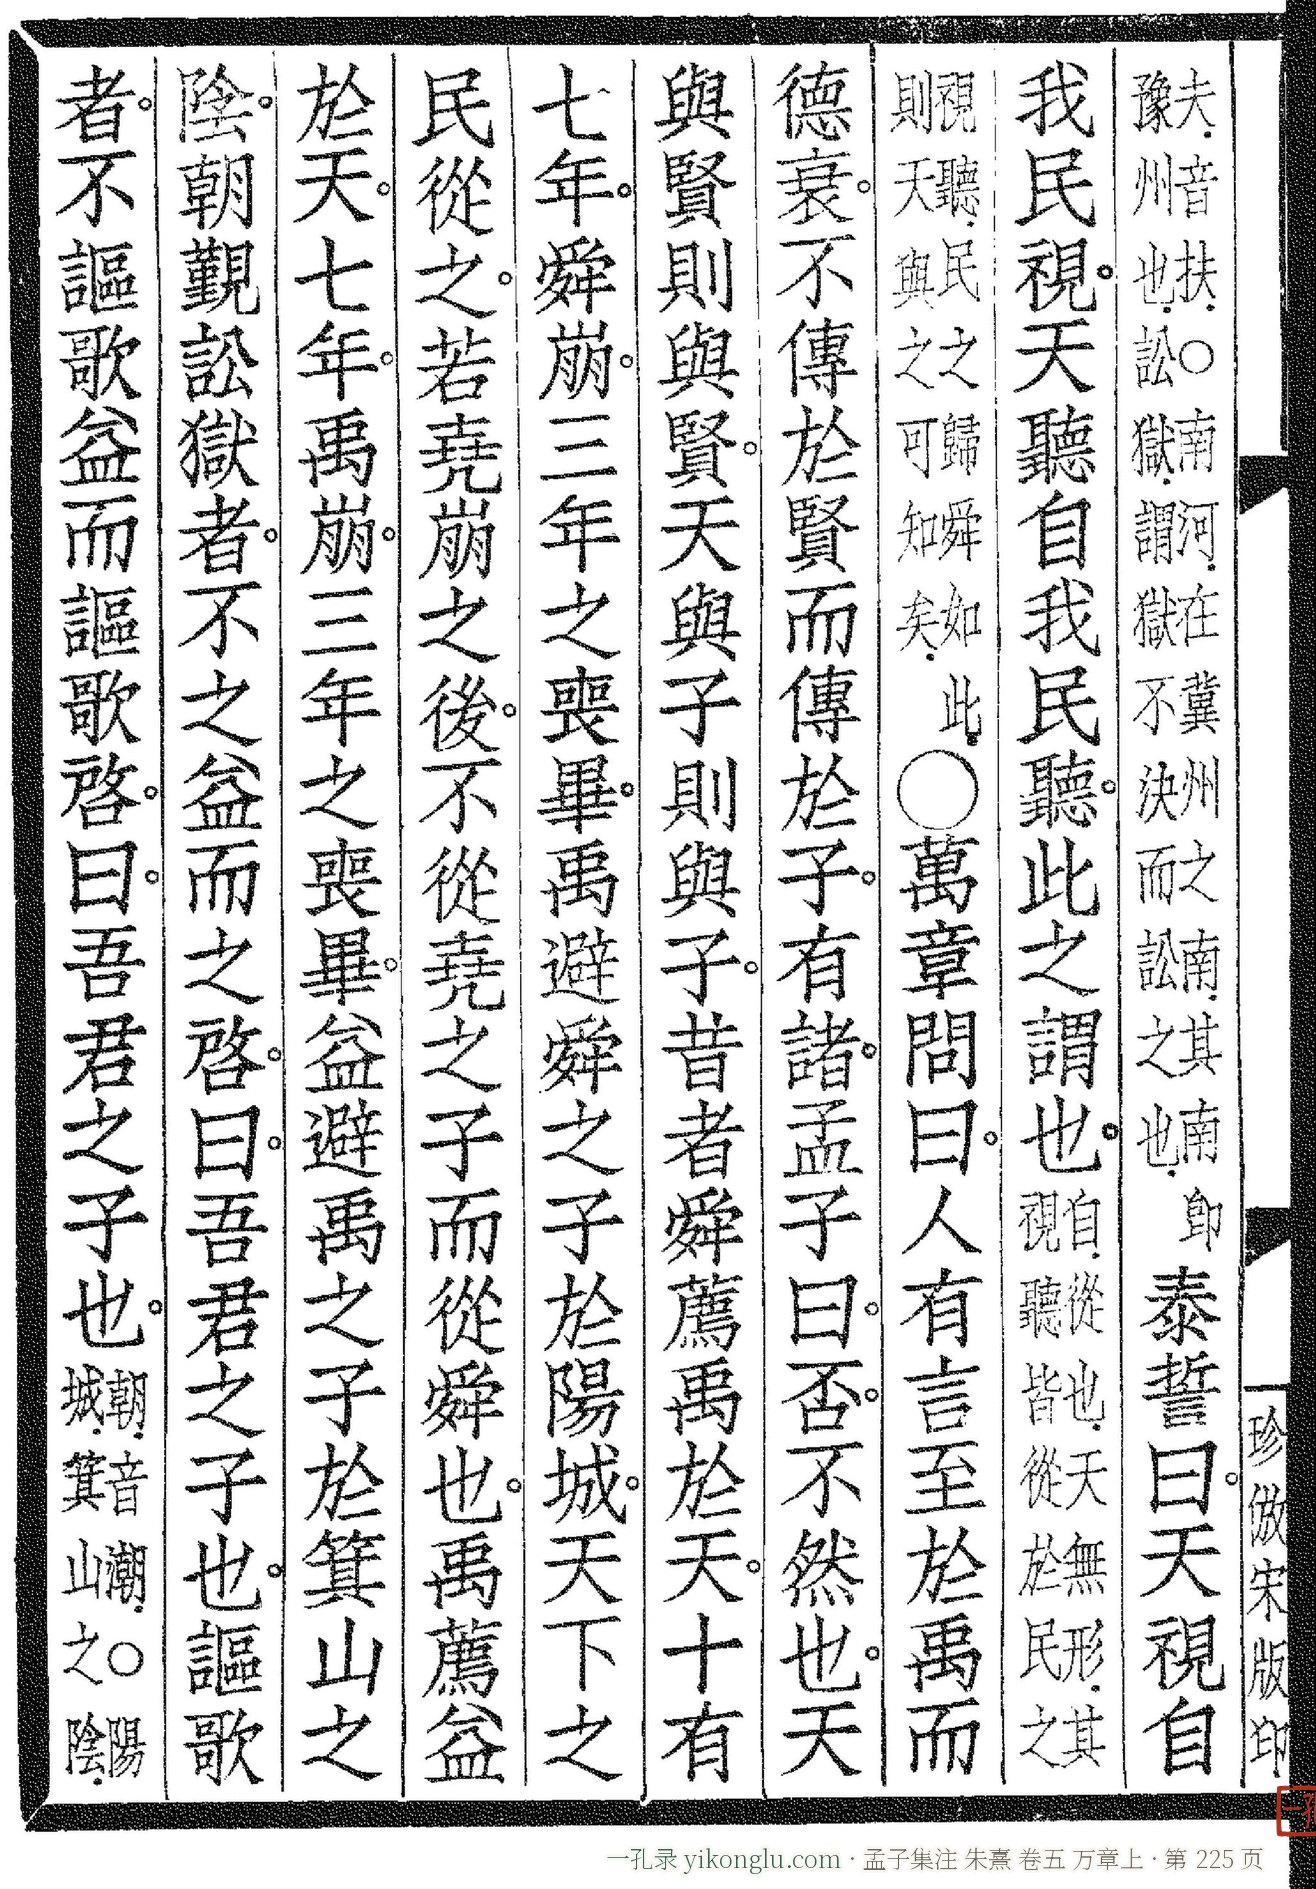 夫音扶○南河在冀州之南其南即
豫州也訟獄謂獄不決而訟之也
泰誓曰天視自
我民視天聽自我民聽此之謂也
自從也天無形其
視聽皆從於民之
視聽民之歸舜如此
則天與之可知矣
○萬章問曰人有言至於禹而
德衰不傳於賢而傳於子有諸孟子曰否不然也天
與賢則與賢天與子則與子昔者舜薦禹於天十有
七年舜崩三年之喪畢禹避舜之子於陽城天下之
民從之若堯崩之後不從堯之子而從舜也禹薦益
於天七年禹崩三年之喪畢益避禹之子於箕山之
陰朝覲訟獄者不之益而之啓曰吾君之子也謳歌
者不謳歌益而謳歌啓曰吾君之子也
朝音潮○陽
城箕山之陰
珍倣宋版印
一孔录 yikonglu.com · 孟子集注 朱熹 卷五 万章上 · 第 225 页